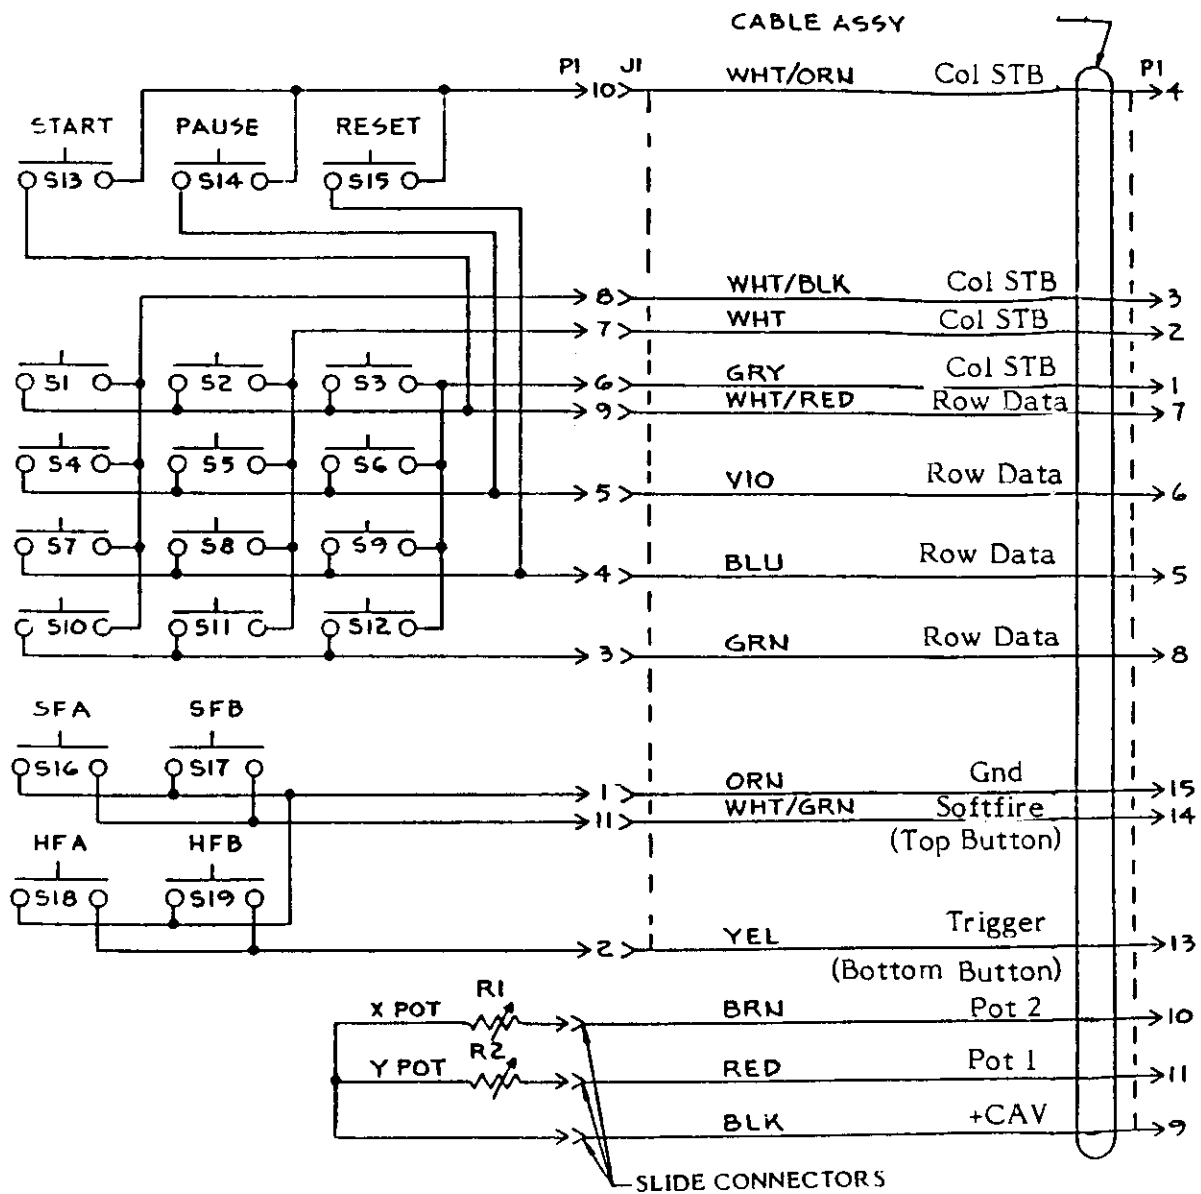 CABLE ASSY
P1 J1 WHT/ORN Col STB P1
10 4
START PAUSE RESET
S13 S14 S15
8 WHT/BLK Col STB 3
7 WHT Col STB 2
S1 S2 S3 6 GRY Col STB 1
9 WHT/RED Row Data 7
S4 S5 S6
5 VIO Row Data 6
S7 S8 S9
4 BLU Row Data 5
S10 S11 S12
3 GRN Row Data 8
SFA SFB
S16 S17
1 ORN Gnd 15
11 WHT/GRN Softfire 14
(Top Button)
HFA HFB
S18 S19
2 YEL Trigger 13
(Bottom Button)
X POT R1 BRN Pot 2 10
Y POT R2 RED Pot 1 11
BLK +CAV 9
SLIDE CONNECTORS